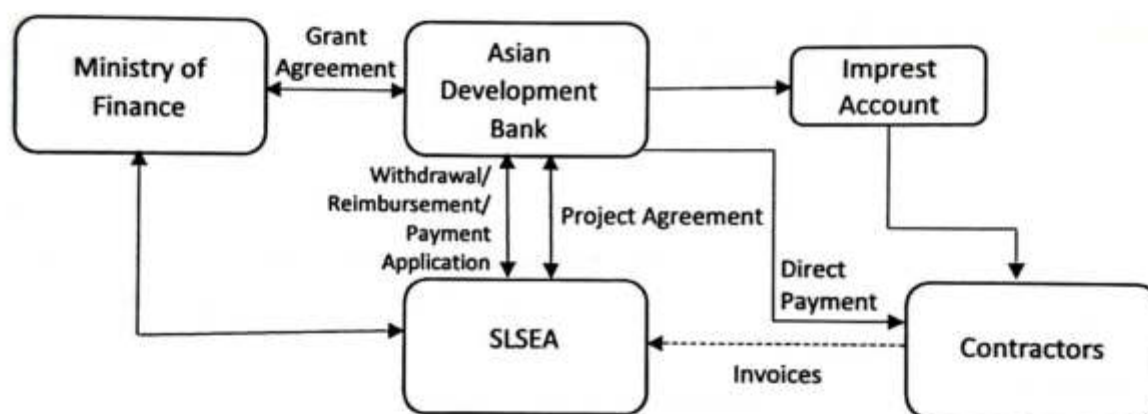 Ministry of
Finance
Grant
Agreement
Asian
Development
Bank
Imprest
Account
Withdrawal/
Reimbursement/
Payment
Application
Project Agreement
Direct
Payment
SLSEA
Invoices
Contractors